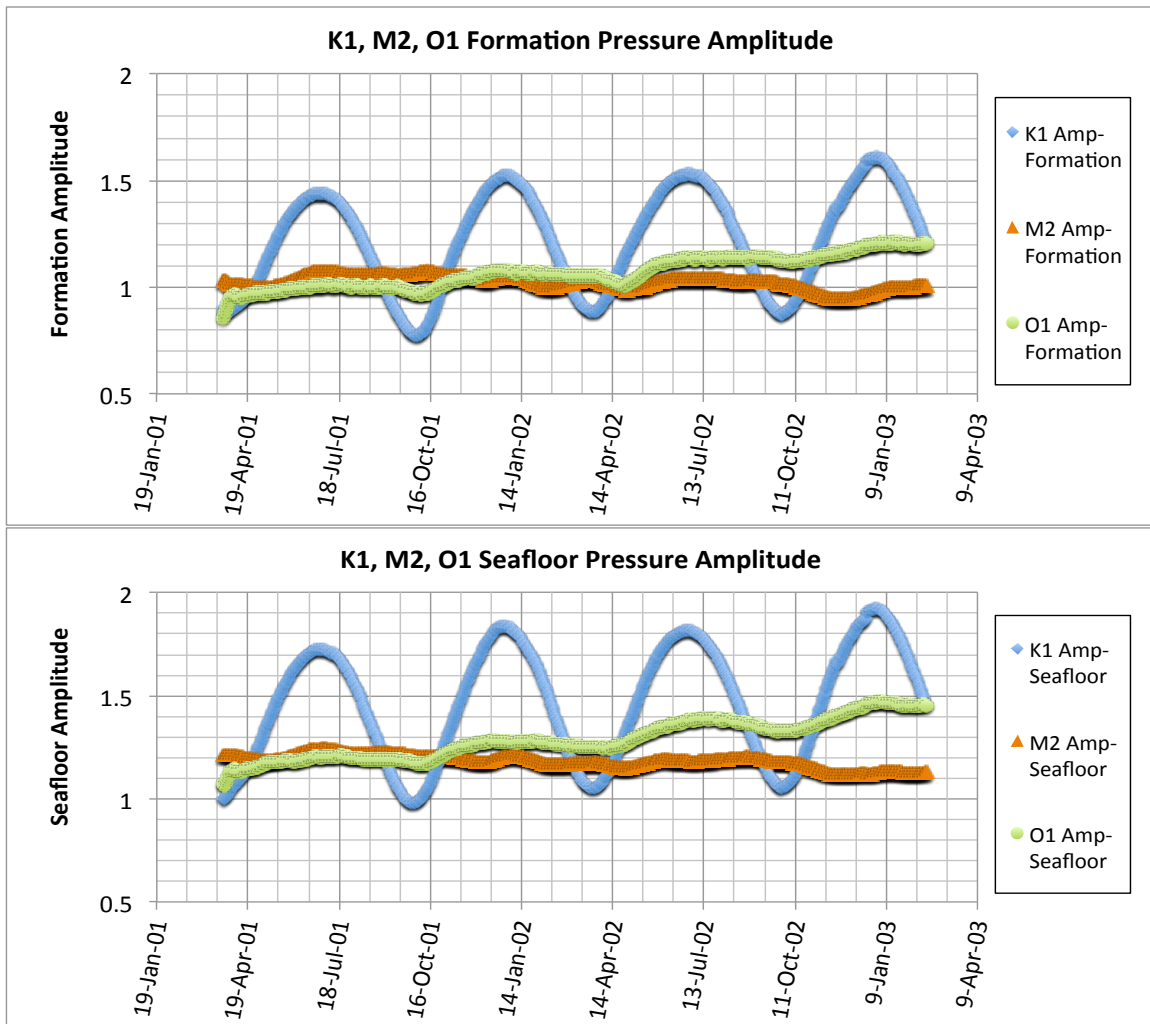 K1, M2, O1 Formation Pressure Amplitude
Formation Amplitude
2
1.5
1
0.5
19-Jan-01
19-Apr-01
18-Jul-01
16-Oct-01
14-Jan-02
14-Apr-02
13-Jul-02
11-Oct-02
9-Jan-03
9-Apr-03
K1 Amp-
Formation
M2 Amp-
Formation
O1 Amp-
Formation
K1, M2, O1 Seafloor Pressure Amplitude
Seafloor Amplitude
2
1.5
1
0.5
19-Jan-01
19-Apr-01
18-Jul-01
16-Oct-01
14-Jan-02
14-Apr-02
13-Jul-02
11-Oct-02
9-Jan-03
9-Apr-03
K1 Amp-
Seafloor
M2 Amp-
Seafloor
O1 Amp-
Seafloor